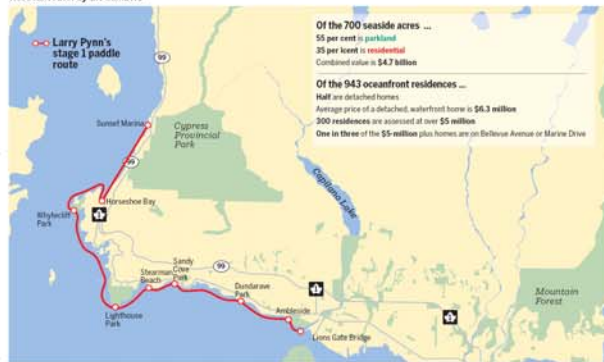 Larry Pynn's
stage 1 paddle
route
Of the 700 seaside acres ...
55 per cent is parkland
35 per cent is residential
Combined value is $4.7 billion
Of the 943 oceanfront residences ...
Half are detached homes
Average price of a detached, waterfront home is $6.3 million
300 residences are assessed at over $5 million
One in three of the $5-million plus homes are on Bellevue Avenue or Marine Drive
99
Sunset Marina
Cypress
Provincial
Park
99
Capilano Lake
Horseshoe Bay
1
Whytecliff
Park
99
Sandy
Cove
Park
Stearman
Beach
Dundarave
Park
Ambleside
1
1
Mountain
Forest
Lighthouse
Park
Lions Gate Bridge